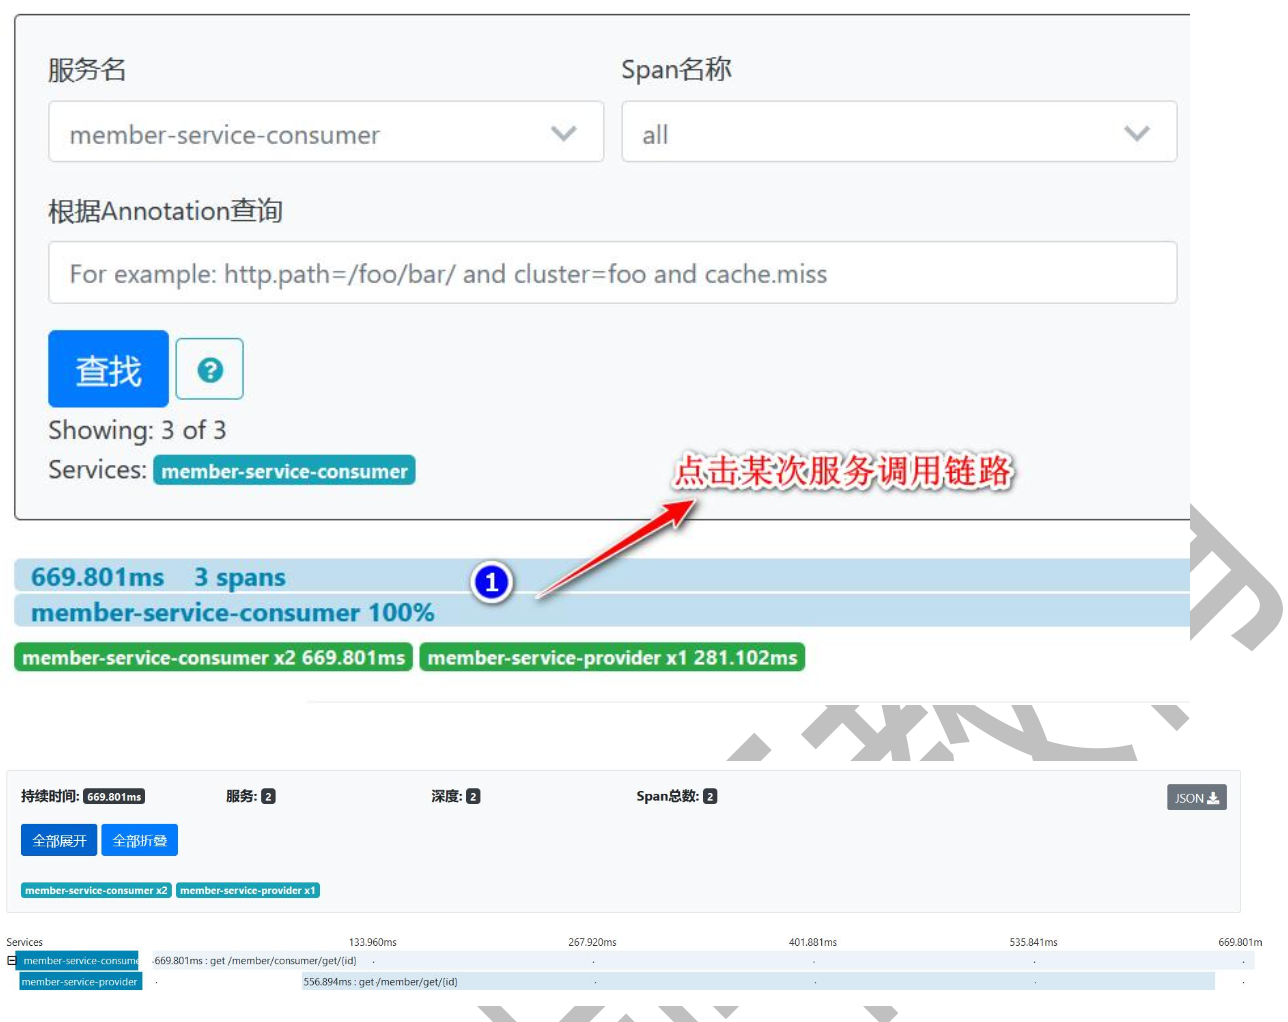 服务名 Span名称
member-service-consumer all
根据Annotation查询
For example: http.path=/foo/bar/ and cluster=foo and cache.miss
查找 ?
Showing: 3 of 3
Services: member-service-consumer
点击某次服务调用链路
669.801ms 3 spans
1
member-service-consumer 100%
member-service-consumer x2 669.801ms member-service-provider x1 281.102ms
持续时间: 669.801ms 服务: 2 深度: 2 Span总数: 2 JSON
全部展开 全部折叠
member-service-consumer x2 member-service-provider x1
Services 133.960ms 267.920ms 401.881ms 535.841ms 669.801m
member-service-consume 669.801ms : get /member/consumer/get/{id}
member-service-provider 556.894ms : get /member/get/{id}